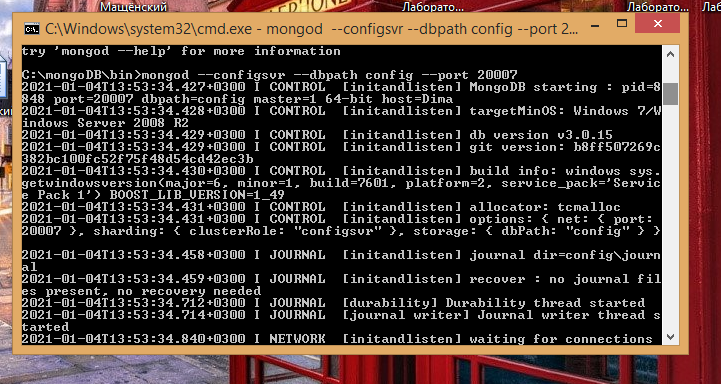 Мащенский
Лаборато...
Лаборато...
C:\Windows\system32\cmd.exe - mongod --configsvr --dbpath config --port 2...
try 'mongod --help' for more information
C:\mongoDB\bin>mongod --configsvr --dbpath config --port 20007
2021-01-04T13:53:34.427+0300 I CONTROL [initandlisten] MongoDB starting : pid=8
848 port=20007 dbpath=config master=1 64-bit host=Dima
2021-01-04T13:53:34.428+0300 I CONTROL [initandlisten] targetMinOS: Windows 7/W
indows Server 2008 R2
2021-01-04T13:53:34.429+0300 I CONTROL [initandlisten] db version v3.0.15
2021-01-04T13:53:34.429+0300 I CONTROL [initandlisten] git version: b8ff507269c
382bc100fc52f75f48d54cd42ec3b
2021-01-04T13:53:34.430+0300 I CONTROL [initandlisten] build info: windows sys.
getwindowsversion(major=6, minor=1, build=7601, platform=2, service_pack='Servic
e Pack 1') BOOST_LIB_VERSION=1_49
2021-01-04T13:53:34.431+0300 I CONTROL [initandlisten] allocator: tcmalloc
2021-01-04T13:53:34.431+0300 I CONTROL [initandlisten] options: { net: { port:
20007 }, sharding: { clusterRole: "configsvr" }, storage: { dbPath: "config" } }
2021-01-04T13:53:34.458+0300 I JOURNAL [initandlisten] journal dir=config\journ
al
2021-01-04T13:53:34.459+0300 I JOURNAL [initandlisten] recover : no journal fil
es present, no recovery needed
2021-01-04T13:53:34.712+0300 I JOURNAL [durability] Durability thread started
2021-01-04T13:53:34.714+0300 I JOURNAL [journal writer] Journal writer thread s
tarted
2021-01-04T13:53:34.840+0300 I NETWORK [initandlisten] waiting for connections